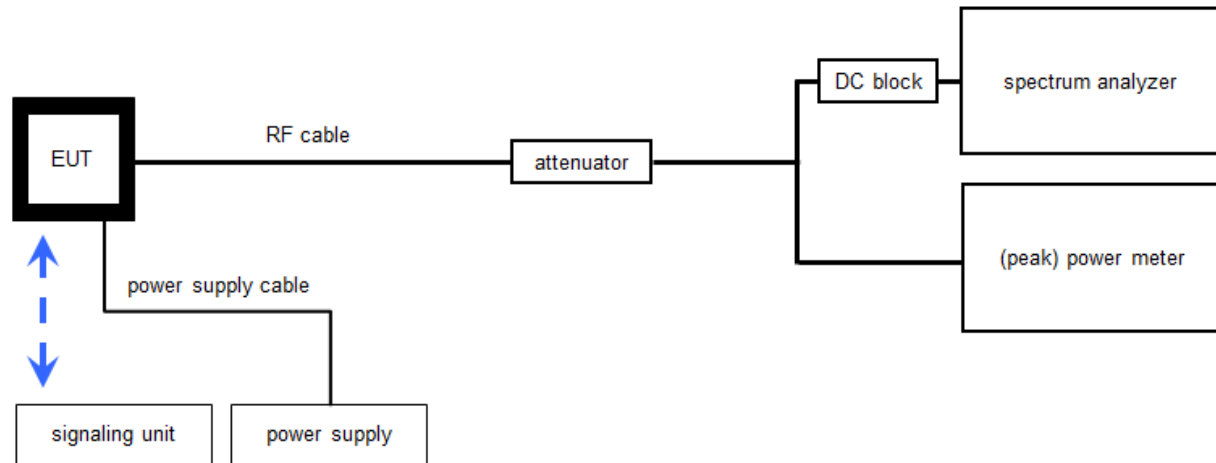 DC block
spectrum analyzer
EUT
RF cable
attenuator
(peak) power meter
power supply cable
signaling unit
power supply